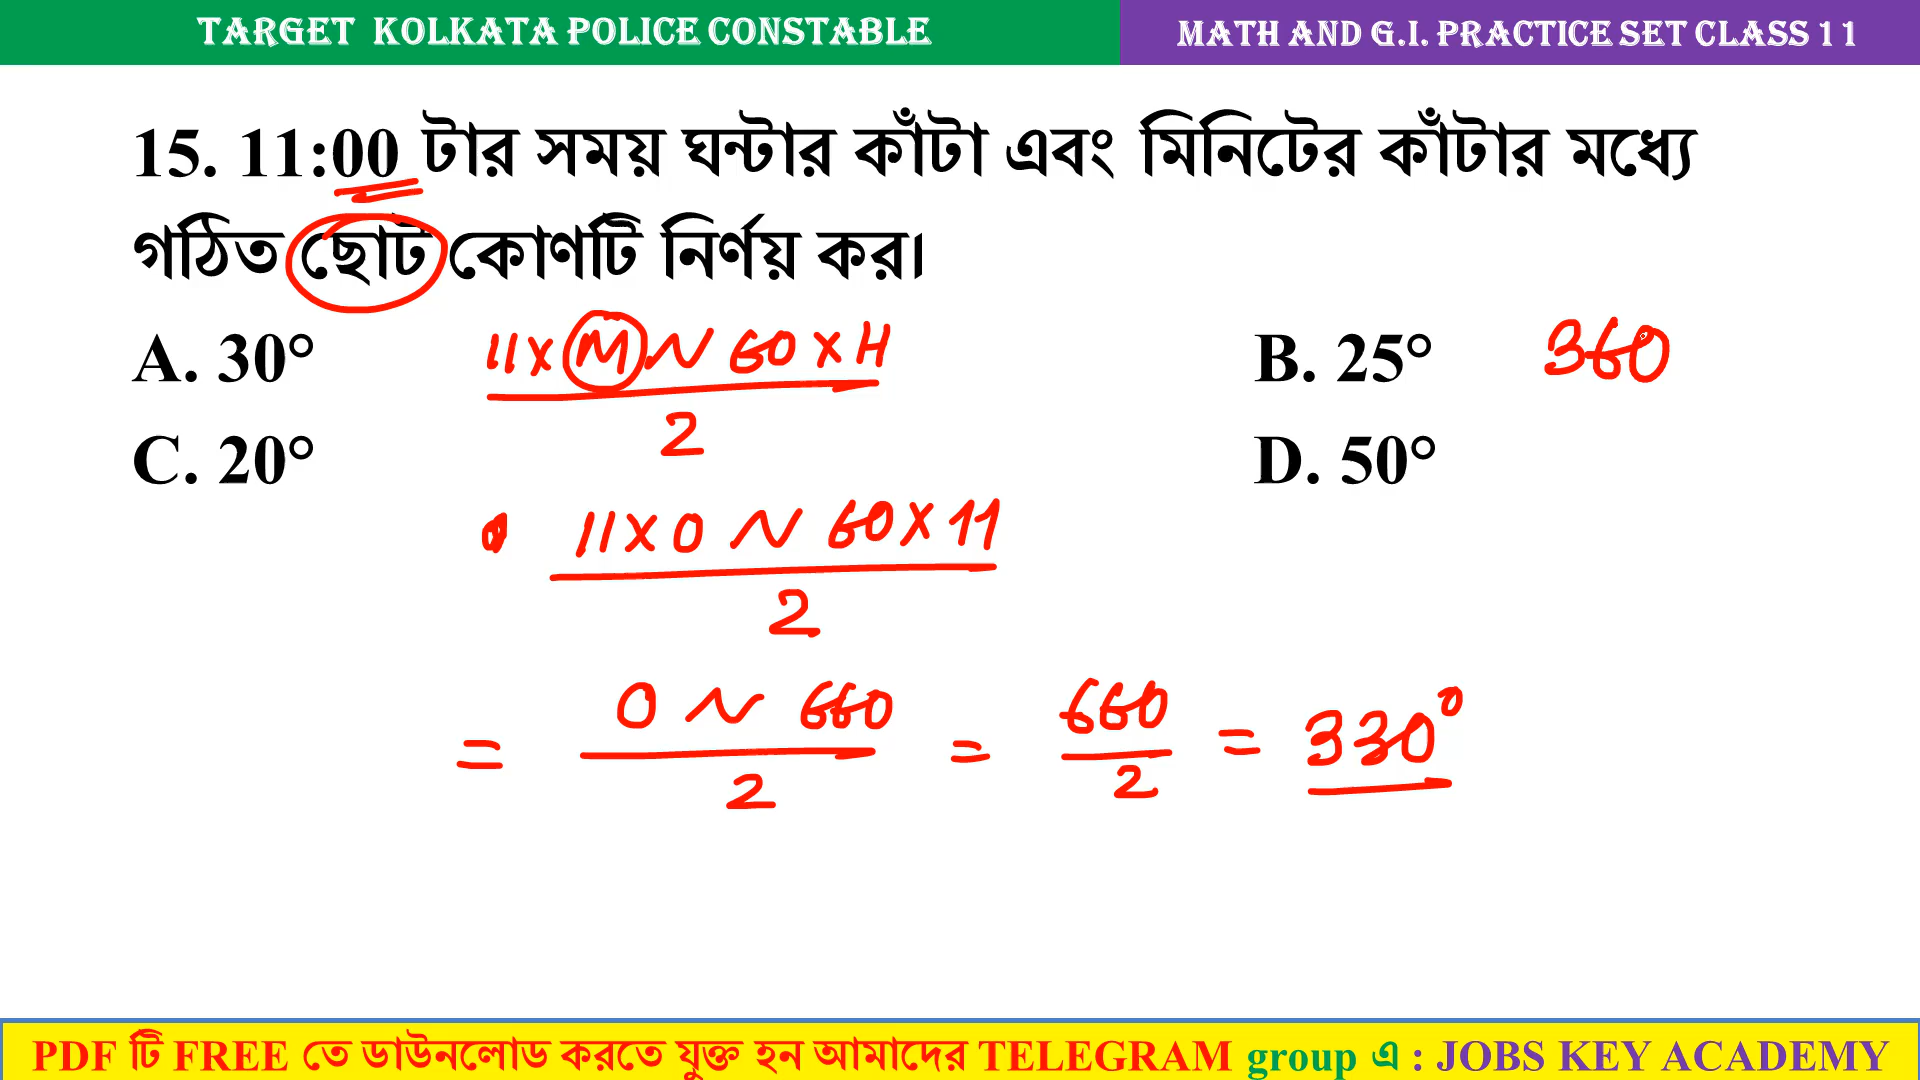 TARGET KOLKATA POLICE CONSTABLE
MATH AND G.I. PRACTICE SET CLASS 11
15. 11:00 টার সময় ঘন্টার কাঁটা এবং মিনিটের কাঁটার মধ্যে
গঠিত ছোট কোণটি নির্ণয় কর।
A. 30°
B. 25°
C. 20°
D. 50°
360
11 x M ~ 60 x H
2
11 x 0 ~ 60 x 11
2
= 0 ~ 660 = 660 = 330°
2 2
PDF টি FREE তে ডাউনলোড করতে যুক্ত হন আমাদের TELEGRAM group এ : JOBS KEY ACADEMY